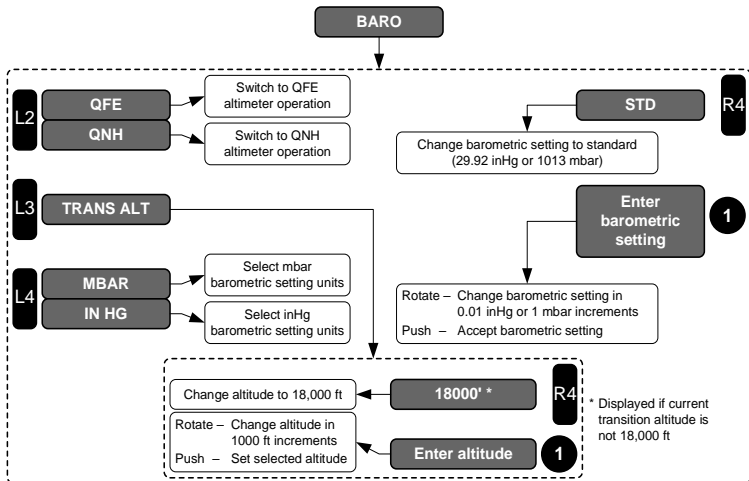 BARO
L2
QFE
Switch to QFE
altimeter operation
QNH
Switch to QNH
altimeter operation
STD
R4
Change barometric setting to standard
(29.92 inHg or 1013 mbar)
L3
TRANS ALT
Enter
barometric
setting
1
L4
MBAR
Select mbar
barometric setting units
IN HG
Select inHg
barometric setting units
Rotate – Change barometric setting in
0.01 inHg or 1 mbar increments
Push – Accept barometric setting
Change altitude to 18,000 ft
18000' *
R4
* Displayed if current
transition altitude is
not 18,000 ft
Rotate – Change altitude in
1000 ft increments
Push – Set selected altitude
Enter altitude
1